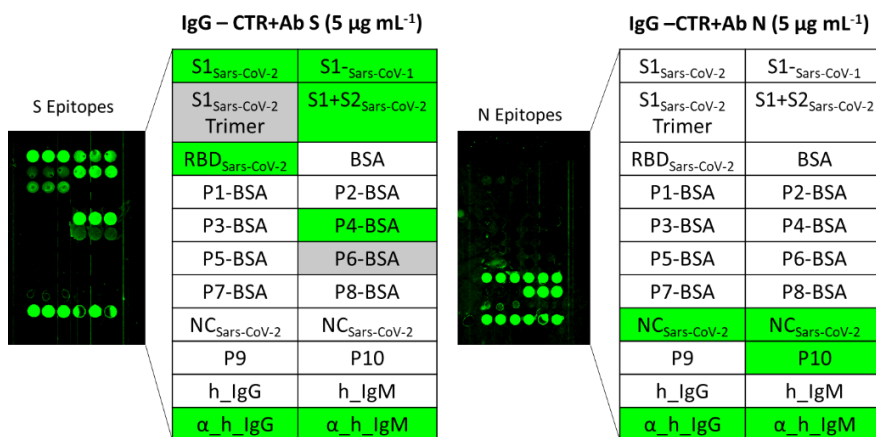 IgG – CTR+Ab S (5 µg mL-1)
IgG –CTR+Ab N (5 µg mL-1)
S Epitopes
S1Sars-CoV-2 S1-Sars-CoV-1
S1Sars-CoV-2 Trimer S1+S2Sars-CoV-2
RBDSars-CoV-2 BSA
P1-BSA P2-BSA
P3-BSA P4-BSA
P5-BSA P6-BSA
P7-BSA P8-BSA
NCSars-CoV-2 NCSars-CoV-2
P9 P10
h_IgG h_IgM
α_h_IgG α_h_IgM
N Epitopes
S1Sars-CoV-2 S1-Sars-CoV-1
S1Sars-CoV-2 Trimer S1+S2Sars-CoV-2
RBDSars-CoV-2 BSA
P1-BSA P2-BSA
P3-BSA P4-BSA
P5-BSA P6-BSA
P7-BSA P8-BSA
NCSars-CoV-2 NCSars-CoV-2
P9 P10
h_IgG h_IgM
α_h_IgG α_h_IgM